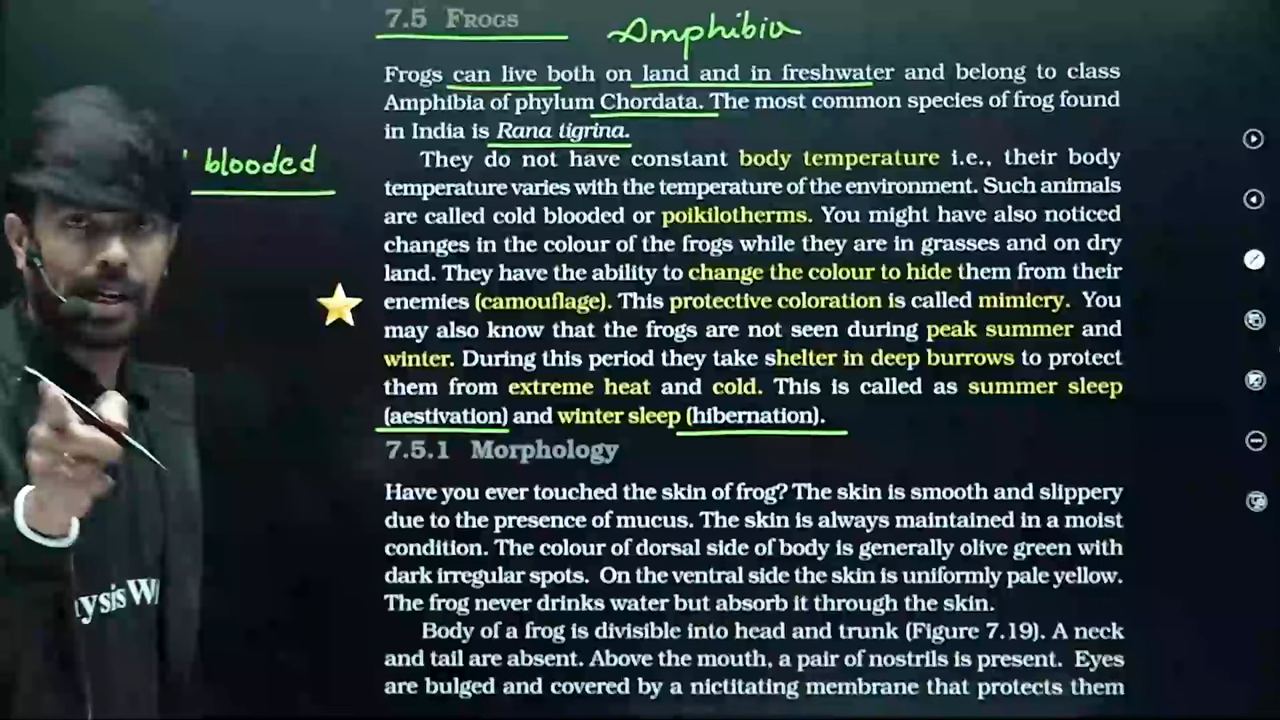 7.5 FROGS
Amphibia
Frogs can live both on land and in freshwater and belong to class
Amphibia of phylum Chordata. The most common species of frog found
in India is Rana tigrina.
blooded
They do not have constant body temperature i.e., their body
temperature varies with the temperature of the environment. Such animals
are called cold blooded or poikilotherms. You might have also noticed
changes in the colour of the frogs while they are in grasses and on dry
land. They have the ability to change the colour to hide them from their
enemies (camouflage). This protective coloration is called mimicry. You
may also know that the frogs are not seen during peak summer and
winter. During this period they take shelter in deep burrows to protect
them from extreme heat and cold. This is called as summer sleep
(aestivation) and winter sleep (hibernation).
7.5.1 Morphology
Have you ever touched the skin of frog? The skin is smooth and slippery
due to the presence of mucus. The skin is always maintained in a moist
condition. The colour of dorsal side of body is generally olive green with
dark irregular spots. On the ventral side the skin is uniformly pale yellow.
The frog never drinks water but absorb it through the skin.
Body of a frog is divisible into head and trunk (Figure 7.19). A neck
and tail are absent. Above the mouth, a pair of nostrils is present. Eyes
are bulged and covered by a nictitating membrane that protects them